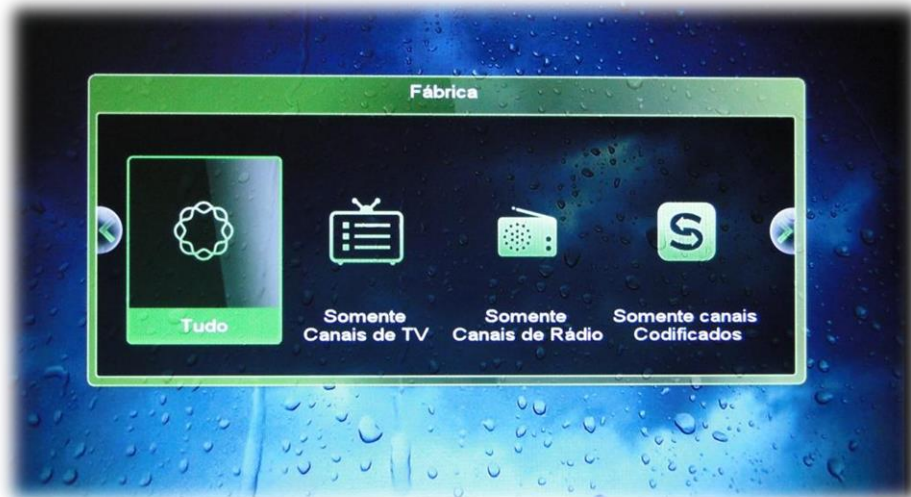 Fábrica
Tudo
Somente
Canais de TV
Somente
Canais de Rádio
Somente canais
Codificados